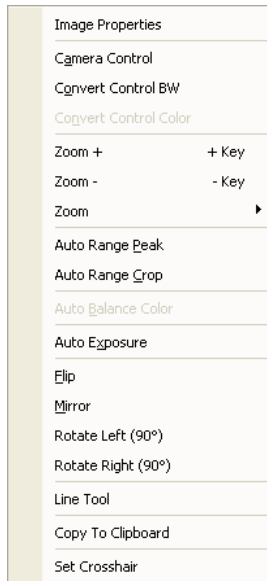 Image Properties
Camera Control
Convert Control BW
Convert Control Color
Zoom + + Key
Zoom - - Key
Zoom
Auto Range Peak
Auto Range Crop
Auto Balance Color
Auto Exposure
Flip
Mirror
Rotate Left (90°)
Rotate Right (90°)
Line Tool
Copy To Clipboard
Set Crosshair